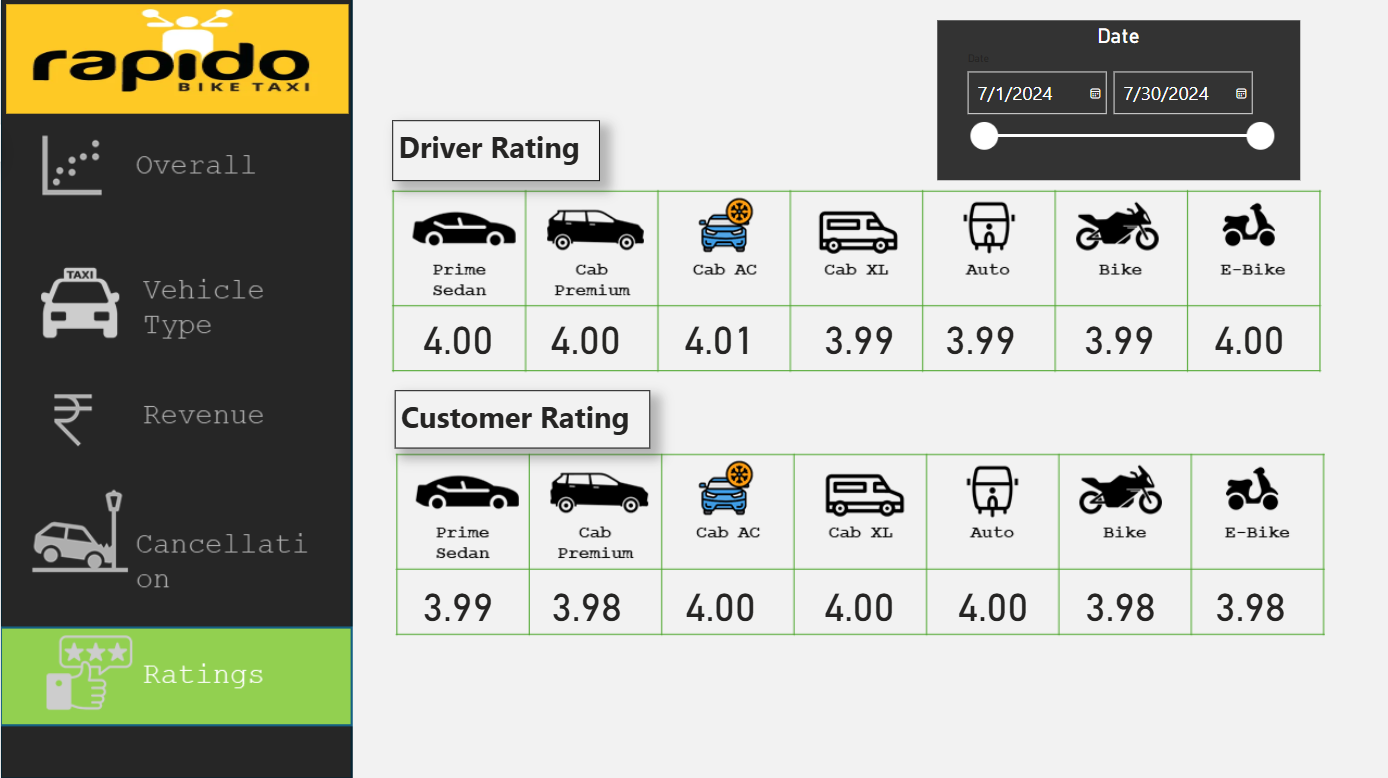 rapido
BIKE TAXI
Overall
TAXI
Vehicle
Type
Revenue
Cancellati
on
Ratings
Date
Date
7/1/2024
7/30/2024
Driver Rating
Prime
Sedan
Cab
Premium
Cab AC
Cab XL
Auto
Bike
E-Bike
4.00
4.00
4.01
3.99
3.99
3.99
4.00
Customer Rating
Prime
Sedan
Cab
Premium
Cab AC
Cab XL
Auto
Bike
E-Bike
3.99
3.98
4.00
4.00
4.00
3.98
3.98